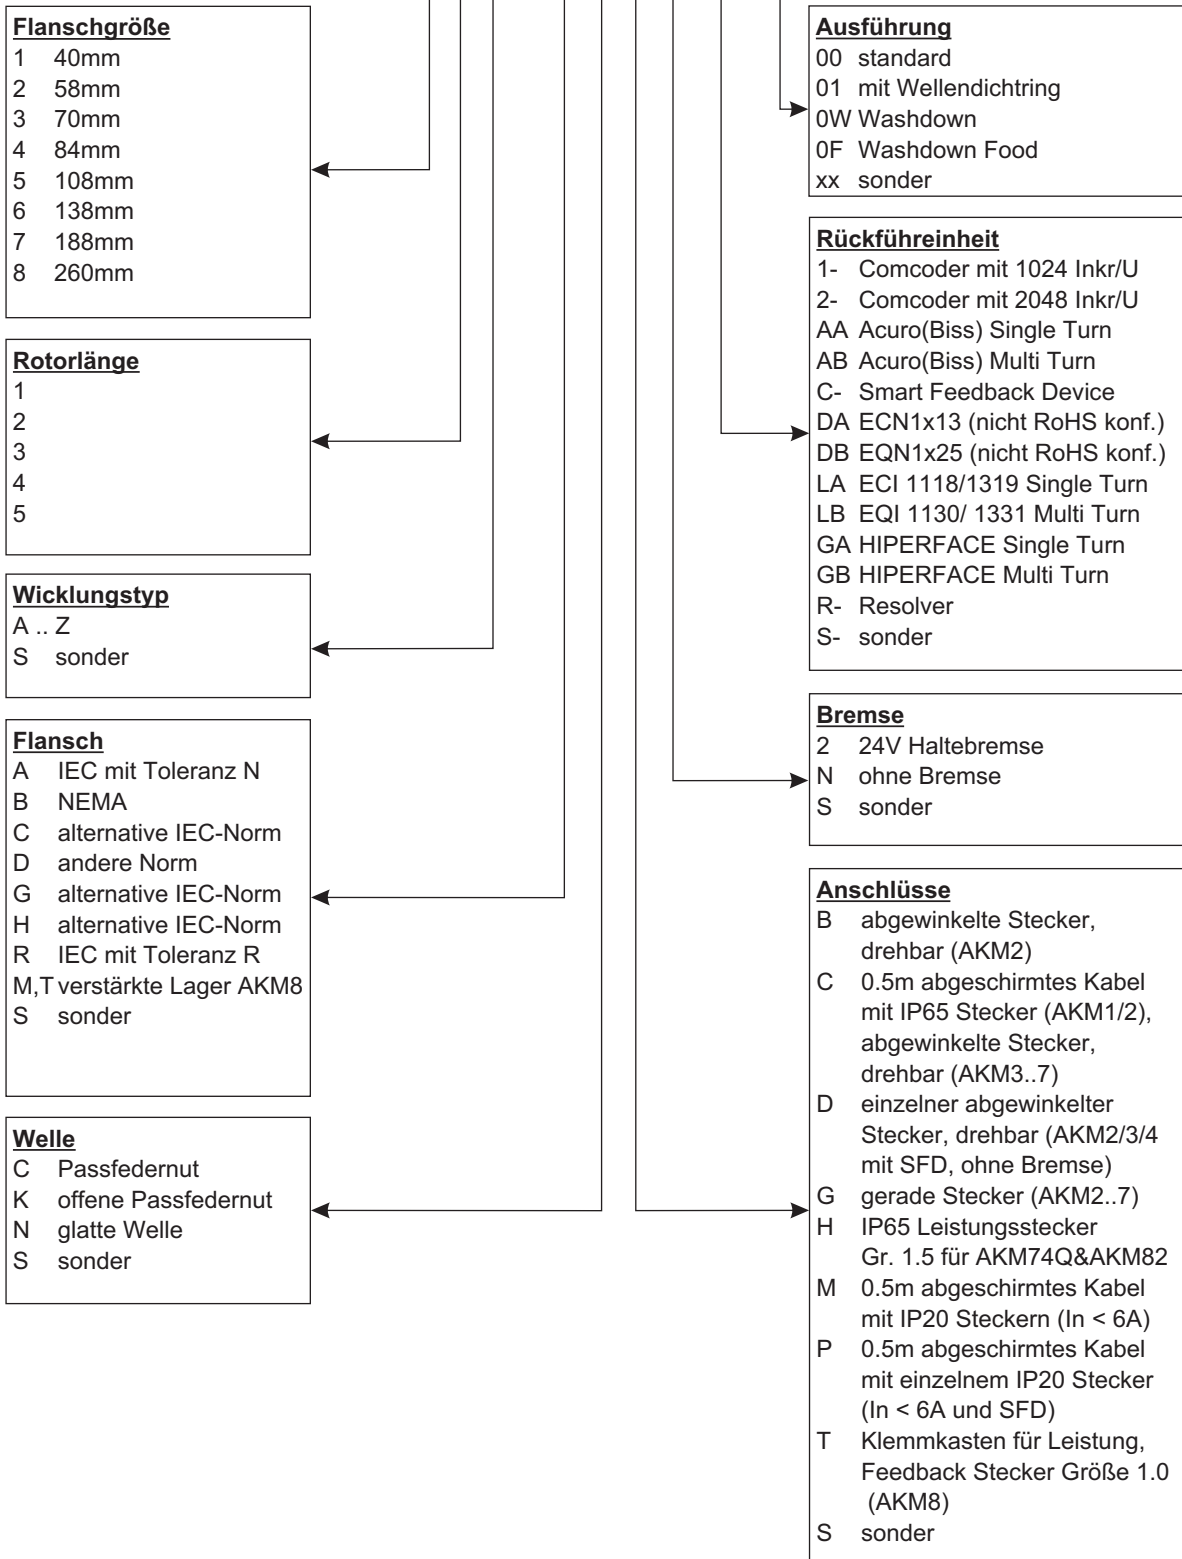 Flanschgröße
1 40mm
2 58mm
3 70mm
4 84mm
5 108mm
6 138mm
7 188mm
8 260mm
Rotorlänge
1
2
3
4
5
Wicklungstyp
A .. Z
S sonder
Flansch
A IEC mit Toleranz N
B NEMA
C alternative IEC-Norm
D andere Norm
G alternative IEC-Norm
H alternative IEC-Norm
R IEC mit Toleranz R
M,T verstärkte Lager AKM8
S sonder
Welle
C Passfedernut
K offene Passfedernut
N glatte Welle
S sonder
Ausführung
00 standard
01 mit Wellendichtring
0W Washdown
0F Washdown Food
xx sonder
Rückführeinheit
1- Comcoder mit 1024 Inkr/U
2- Comcoder mit 2048 Inkr/U
AA Acuro(Biss) Single Turn
AB Acuro(Biss) Multi Turn
C- Smart Feedback Device
DA ECN1x13 (nicht RoHS konf.)
DB EQN1x25 (nicht RoHS konf.)
LA ECI 1118/1319 Single Turn
LB EQI 1130/ 1331 Multi Turn
GA HIPERFACE Single Turn
GB HIPERFACE Multi Turn
R- Resolver
S- sonder
Bremse
2 24V Haltebremse
N ohne Bremse
S sonder
Anschlüsse
B abgewinkelte Stecker,
drehbar (AKM2)
C 0.5m abgeschirmtes Kabel
mit IP65 Stecker (AKM1/2),
abgewinkelte Stecker,
drehbar (AKM3..7)
D einzelner abgewinkelter
Stecker, drehbar (AKM2/3/4
mit SFD, ohne Bremse)
G gerade Stecker (AKM2..7)
H IP65 Leistungsstecker
Gr. 1.5 für AKM74Q&AKM82
M 0.5m abgeschirmtes Kabel
mit IP20 Steckern (In < 6A)
P 0.5m abgeschirmtes Kabel
mit einzelnem IP20 Stecker
(In < 6A und SFD)
T Klemmkasten für Leistung,
Feedback Stecker Größe 1.0
(AKM8)
S sonder